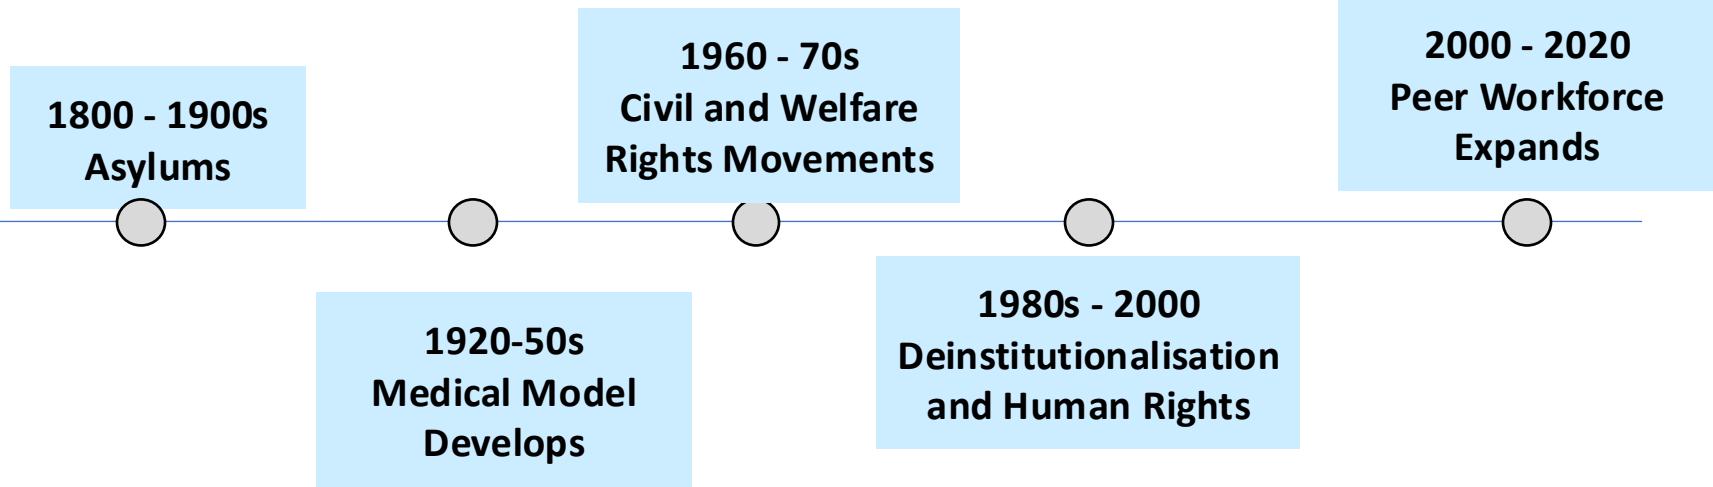 1800 - 1900s
Asylums
1920-50s
Medical Model
Develops
1960 - 70s
Civil and Welfare
Rights Movements
1980s - 2000
Deinstitutionalisation
and Human Rights
2000 - 2020
Peer Workforce
Expands